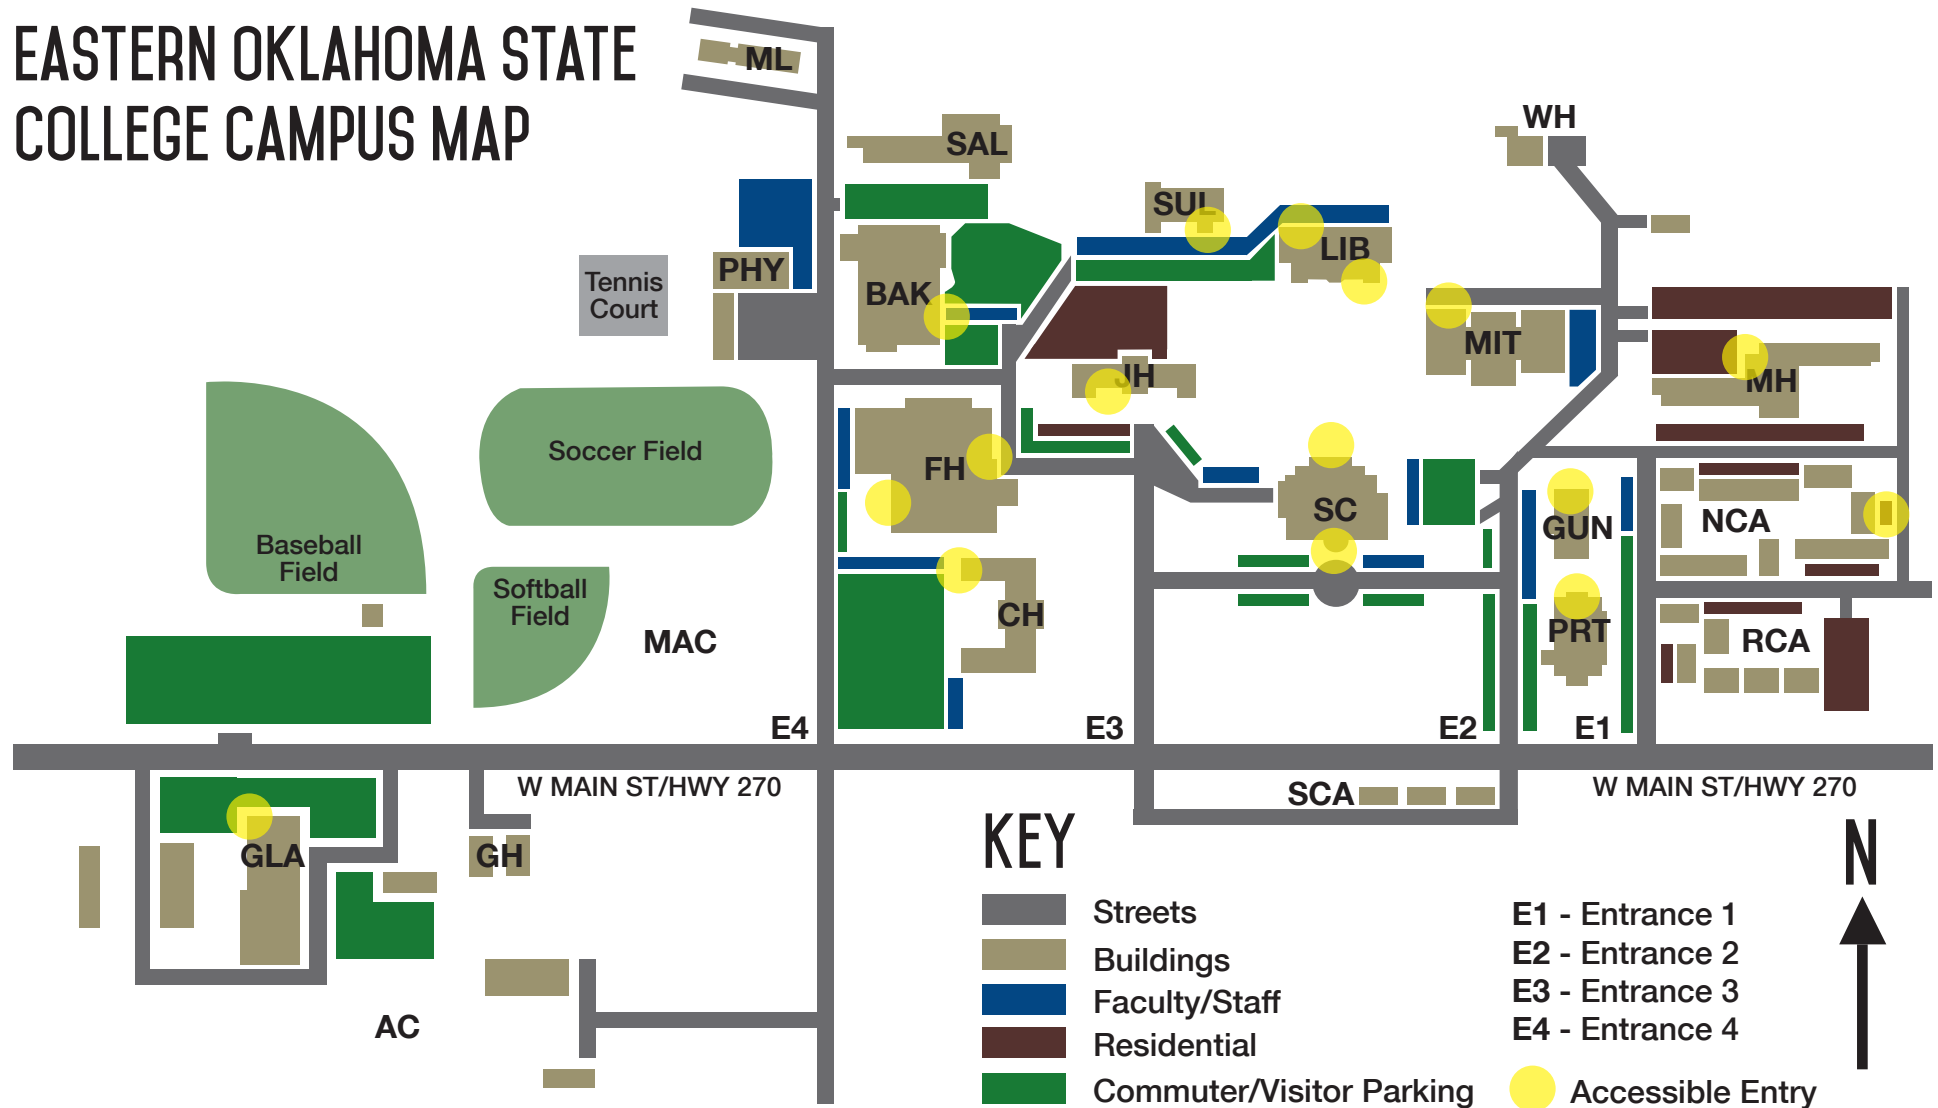 EASTERN OKLAHOMA STATE
COLLEGE CAMPUS MAP
ML
WH
SAL
SUL
LIB
PHY
Tennis
Court
BAK
MIT
JH
MH
Soccer Field
FH
SC
GUN
NCA
Baseball
Field
Softball
Field
CH
MAC
PRT
RCA
E4
E3
E2
E1
W MAIN ST/HWY 270
W MAIN ST/HWY 270
SCA
GLA
GH
AC
KEY
Streets
Buildings
Faculty/Staff
Residential
Commuter/Visitor Parking
E1 - Entrance 1
E2 - Entrance 2
E3 - Entrance 3
E4 - Entrance 4
Accessible Entry
N